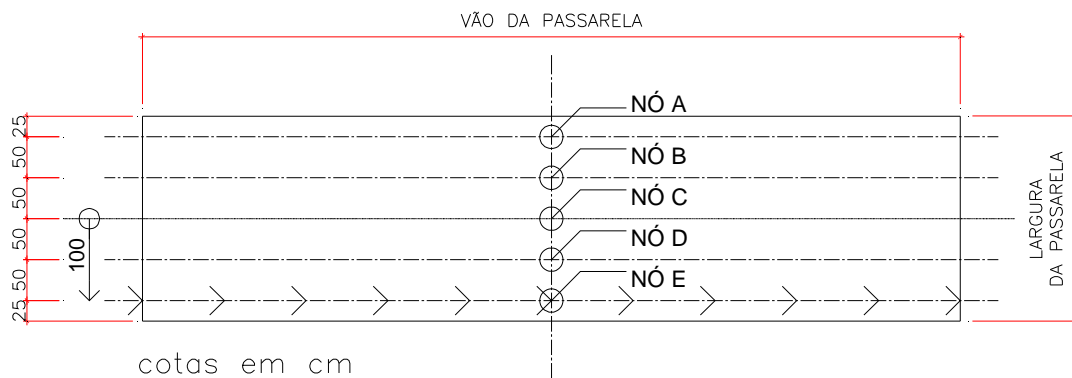 VÃO DA PASSARELA
NÓ A
NÓ B
NÓ C
NÓ D
NÓ E
25
50
50
50
50
25
100
LARGURA
DA PASSARELA
cotas em cm